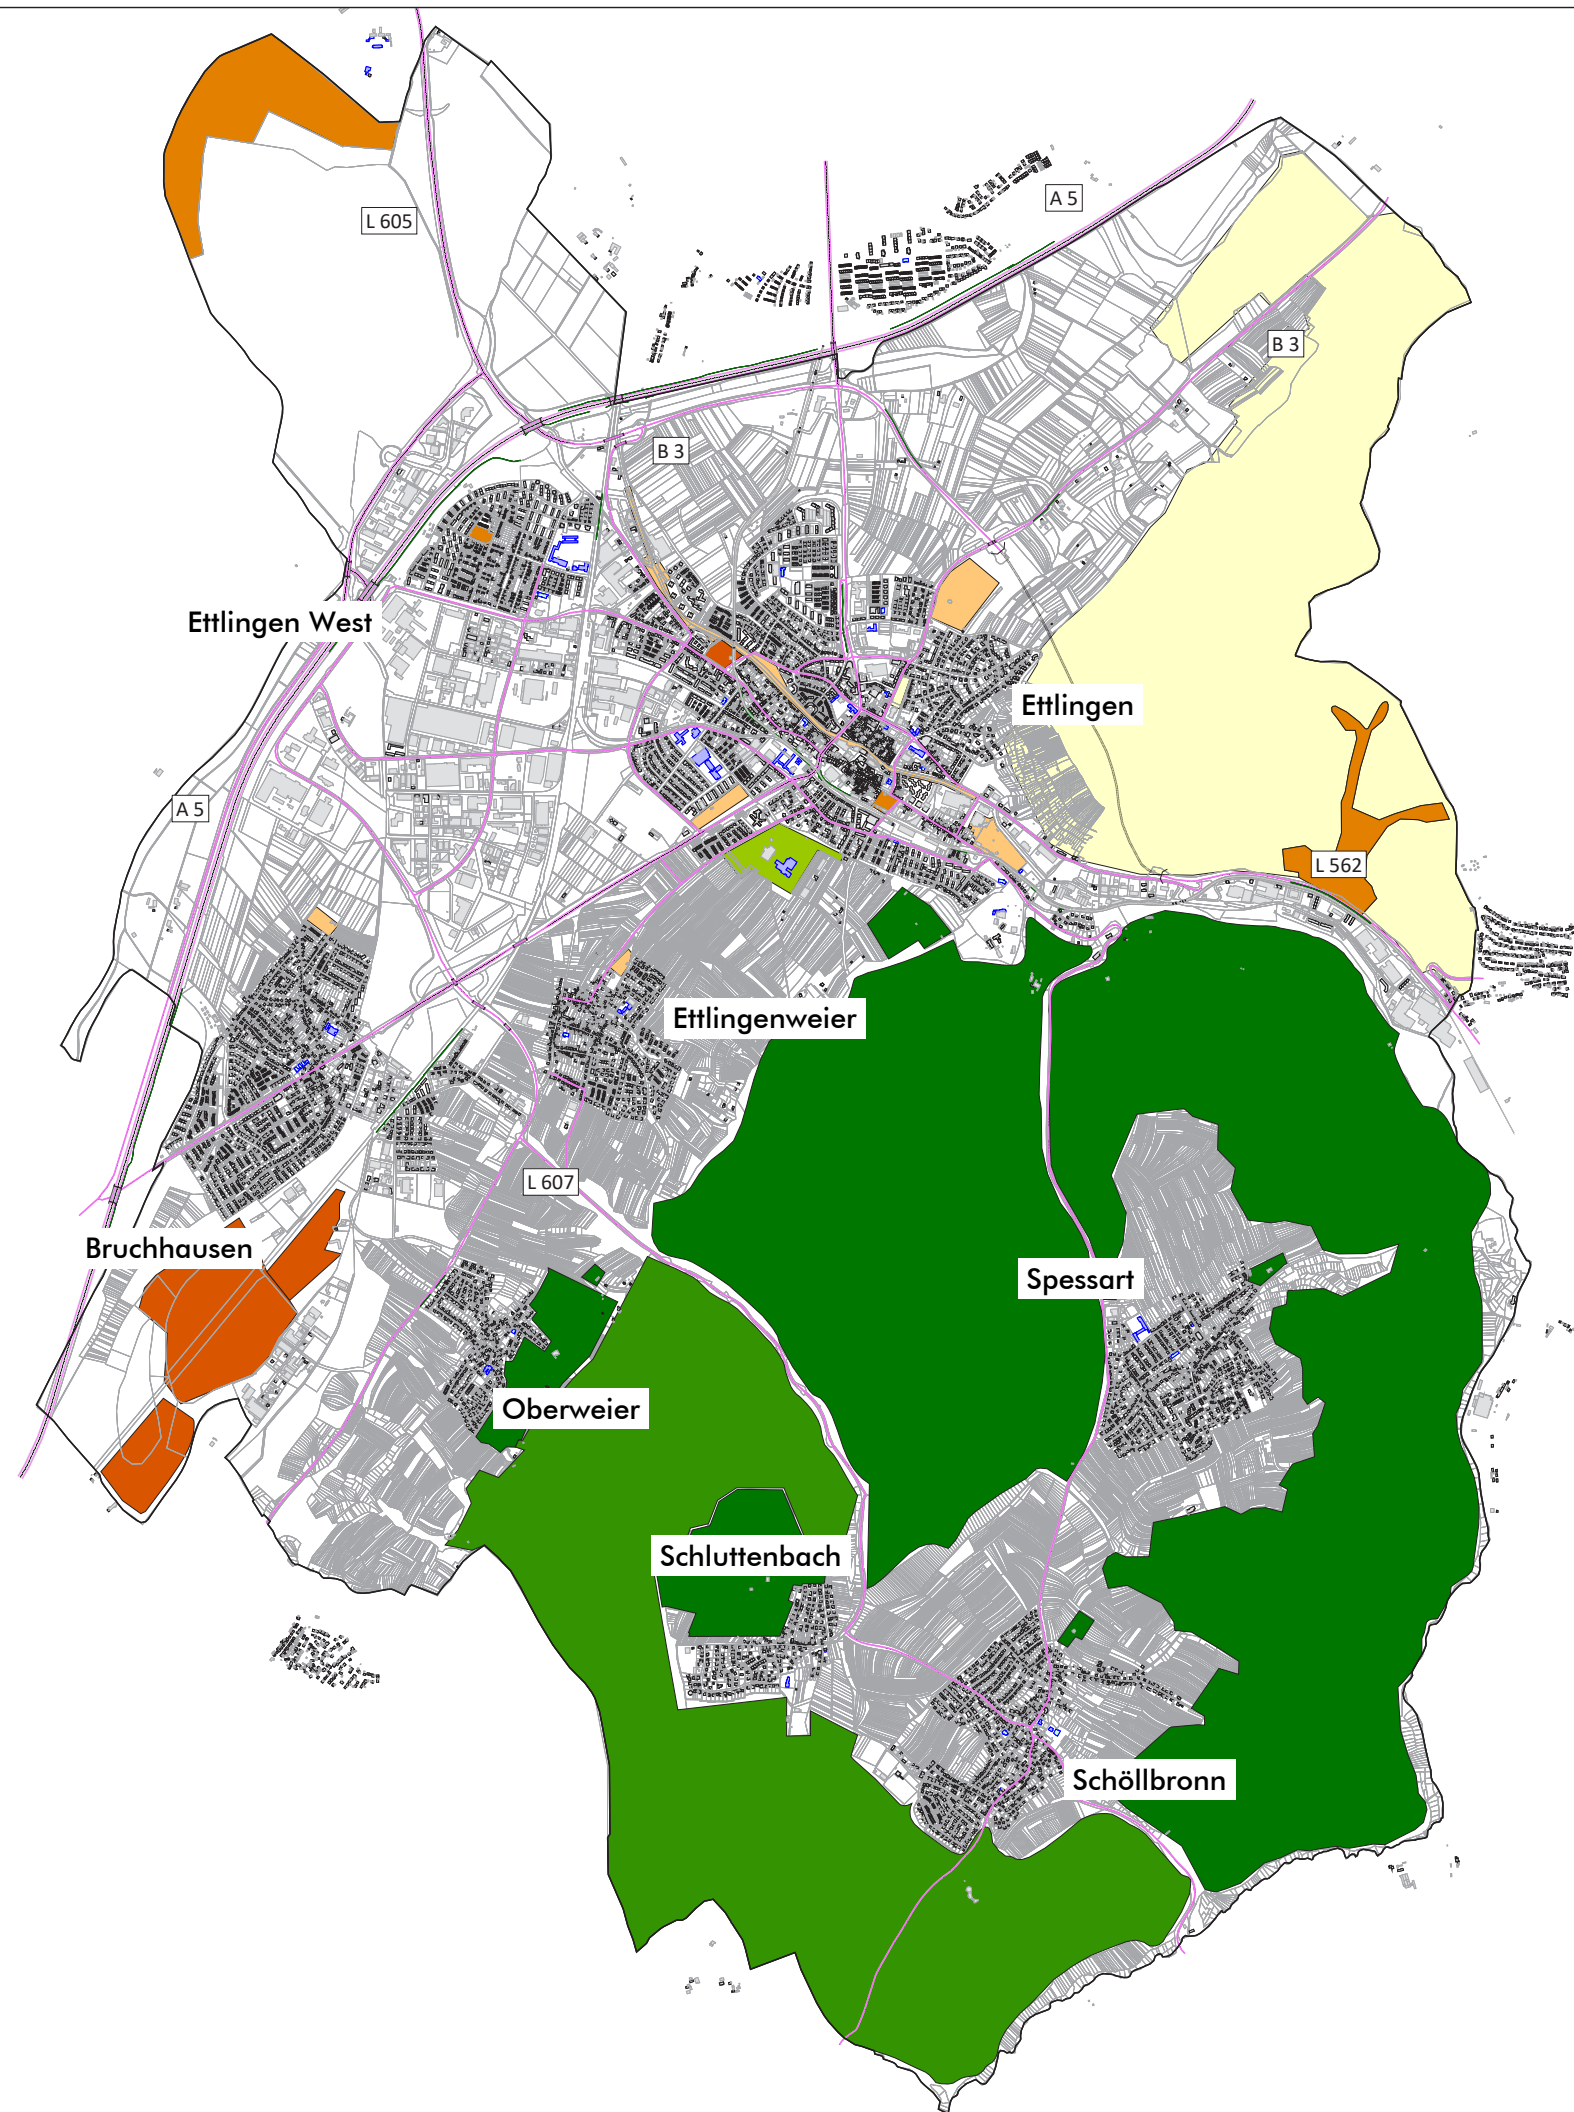 L 605
A 5
B 3
B 3
Ettlingen West
Ettlingen
A 5
L 562
Ettlingenweier
L 607
Bruchhausen
Spessart
Oberweier
Schluttenbach
Schöllbronn